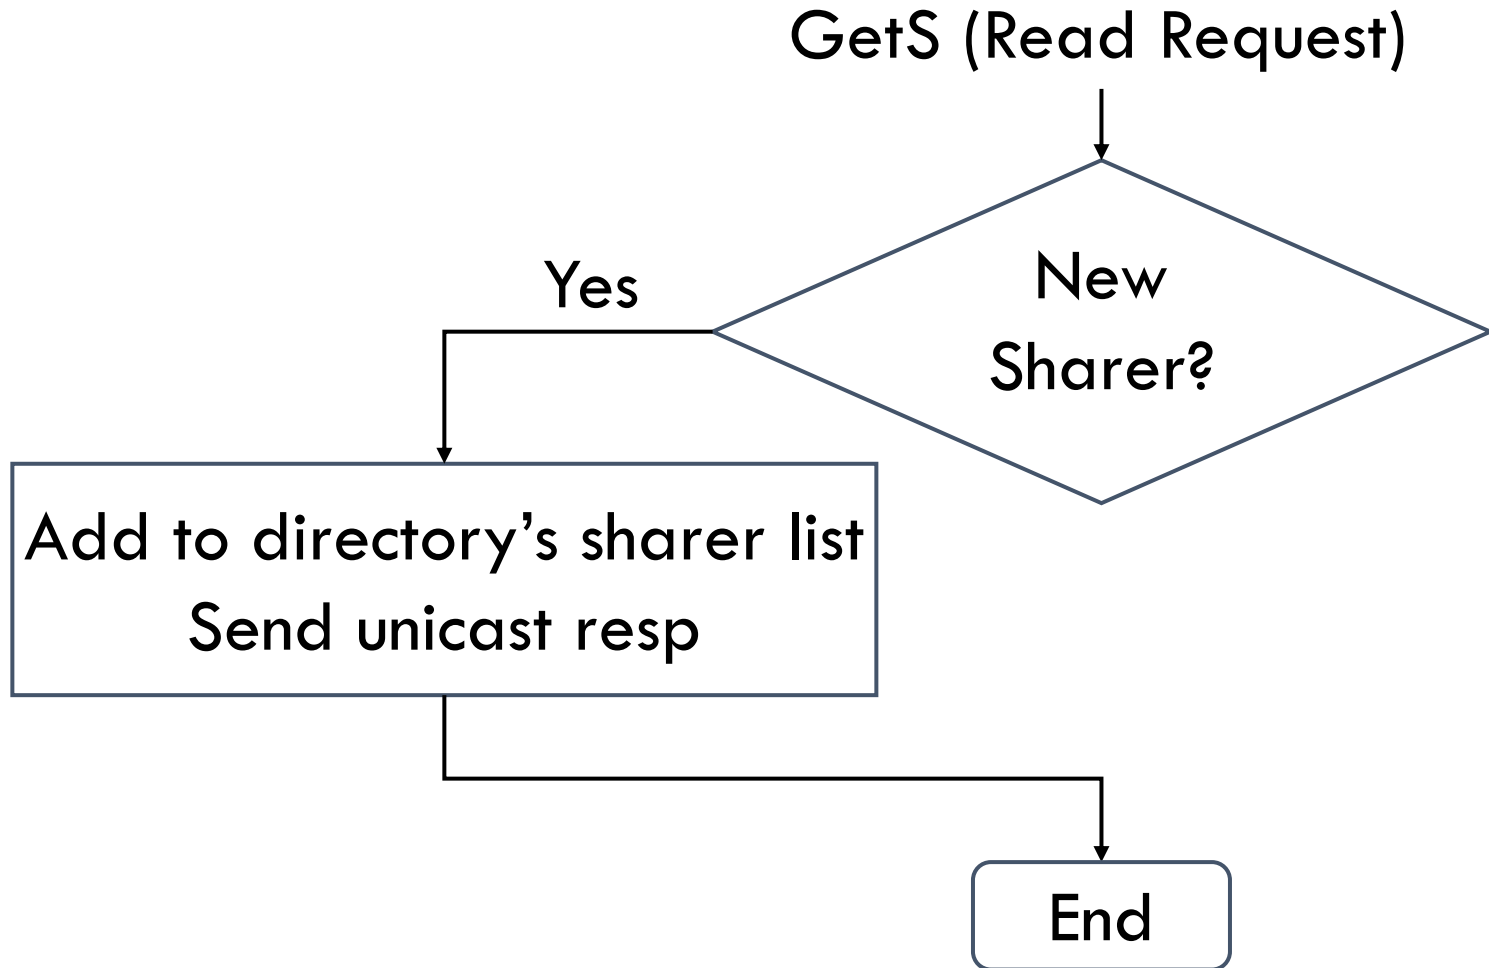 GetS (Read Request)
New
Sharer?
Yes
Add to directory’s sharer list
Send unicast resp
End